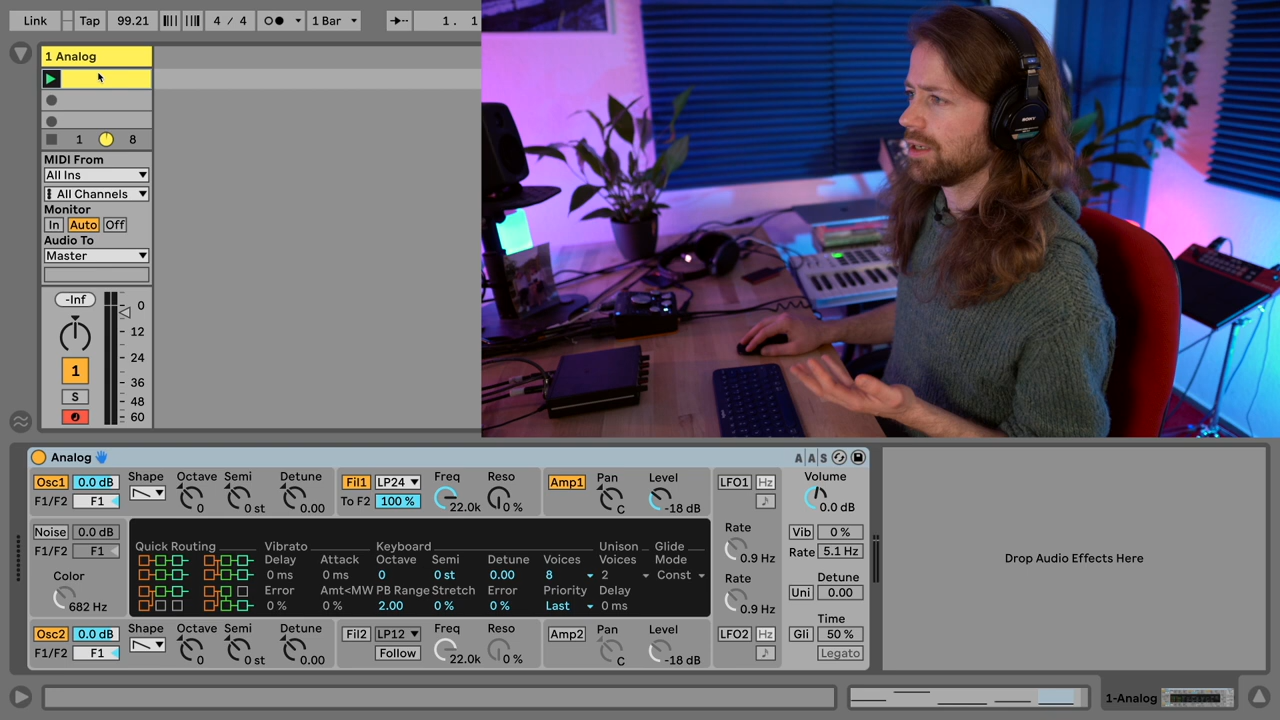 Link Tap 99.21 4 / 4 1 Bar 1 . 1
1 Analog
1 8
MIDI From
All Ins
All Channels
Monitor
In Auto Off
Audio To
Master
-Inf 0
12
24
1 36
S 48
60
SONY
Analog A A S
Osc1 0.0 dB Shape Octave Semi Detune Fil1 LP24 Freq Reso Amp1 Pan Level LFO1 Hz Volume
F1/F2 F1 0 0 st 0.00 To F2 100 % 22.0k 0 % C -18 dB 0.0 dB
Noise 0.0 dB Quick Routing Vibrato Keyboard Unison Glide Rate Vib 0 %
F1/F2 F1 Delay Attack Octave Semi Detune Voices Voices Mode 0.9 Hz Rate 5.1 Hz
Color 0 ms 0 ms 0 0 st 0.00 8 2 Const Rate Detune
682 Hz Error Amt<MW PB Range Stretch Error Priority Delay 0.9 Hz Uni 0.00
0 % 0 % 2.00 0 % 0 % Last 0 ms Time
Osc2 0.0 dB Shape Octave Semi Detune Fil2 LP12 Freq Reso Amp2 Pan Level LFO2 Hz Gli 50 %
F1/F2 F1 0 0 st 0.00 Follow 22.0k 0 % C -18 dB Legato
Drop Audio Effects Here
1-Analog